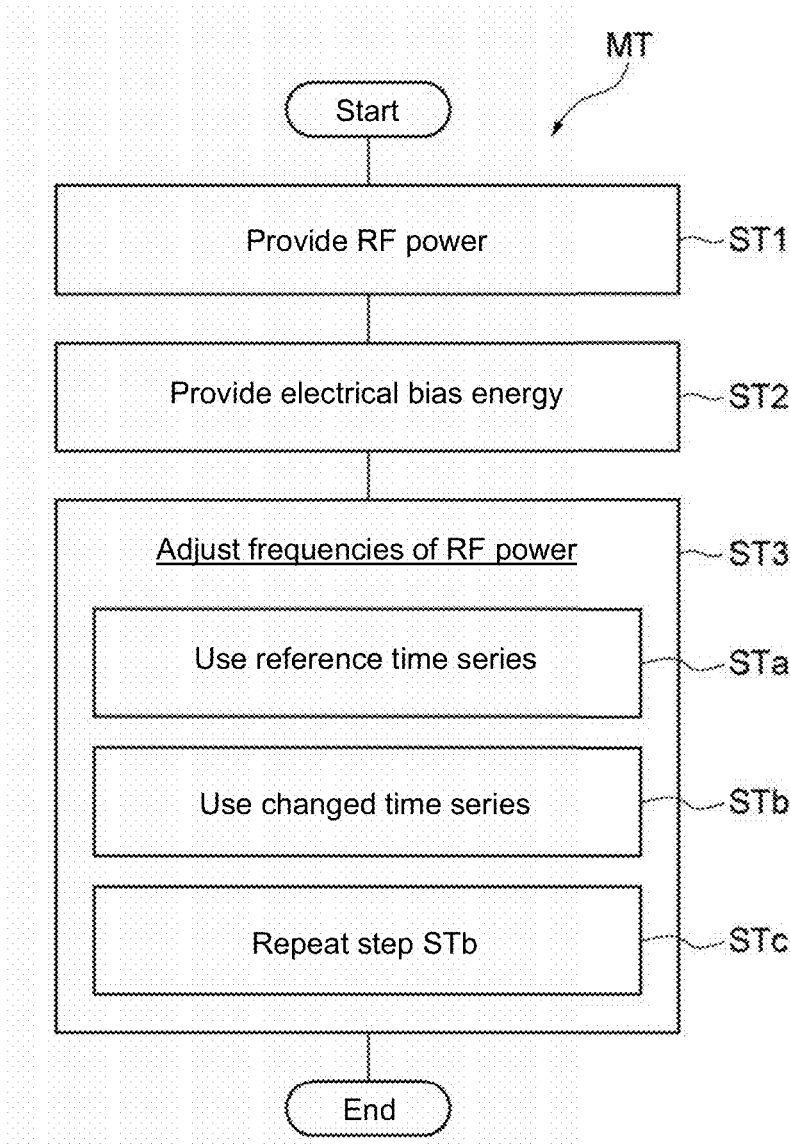 MT
Start
Provide RF power
ST1
Provide electrical bias energy
ST2
Adjust frequencies of RF power
ST3
Use reference time series
STa
Use changed time series
STb
Repeat step STb
STc
End